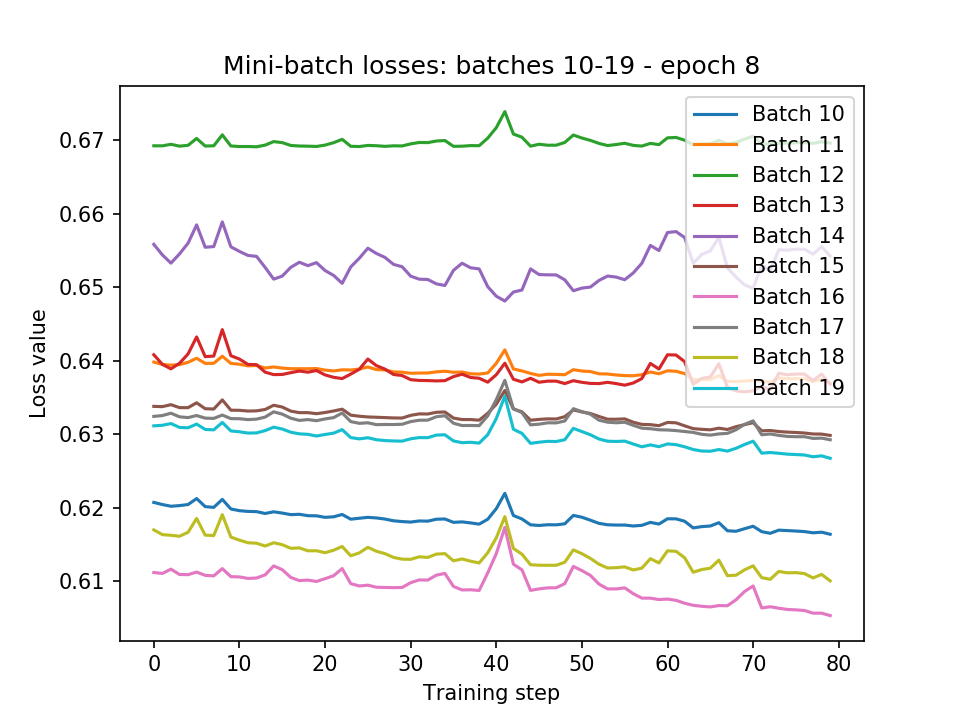 Mini-batch losses: batches 10-19 - epoch 8
Loss value
0.67
0.66
0.65
0.64
0.63
0.62
0.61
Batch 10
Batch 11
Batch 12
Batch 13
Batch 14
Batch 15
Batch 16
Batch 17
Batch 18
Batch 19
0 10 20 30 40 50 60 70 80
Training step